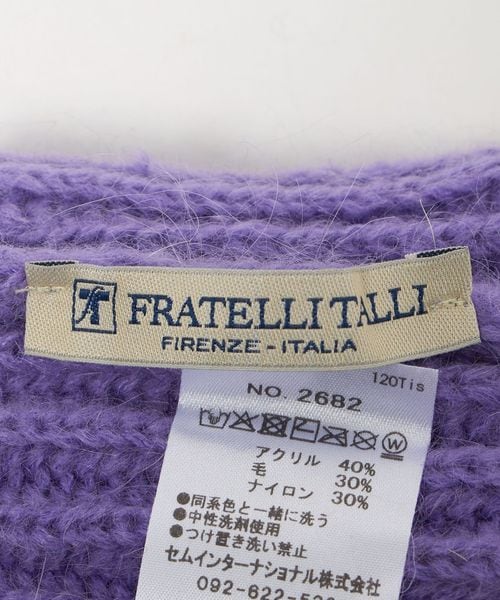 FRATELLI TALLI
FIRENZE - ITALIA
120Tis
NO. 2682
W
アクリル 40%
毛 30%
ナイロン 30%
●同系色と一緒に洗う
●中性洗剤使用
●つけ置き洗い禁止
セムインターナショナル株式会社